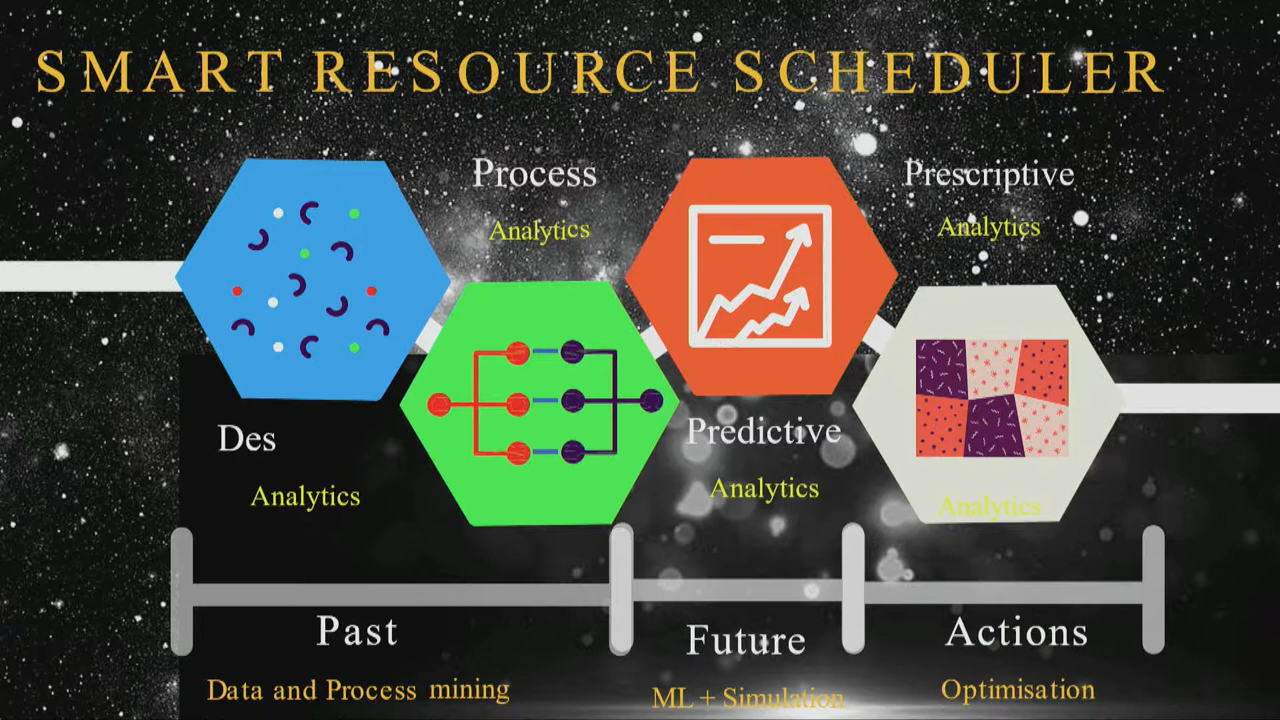 SMART RESOURCE SCHEDULER
Process
Analytics
Prescriptive
Analytics
Des
Analytics
Predictive
Analytics
Analytics
Past
Future
Actions
Data and Process mining
ML + Simulation
Optimisation